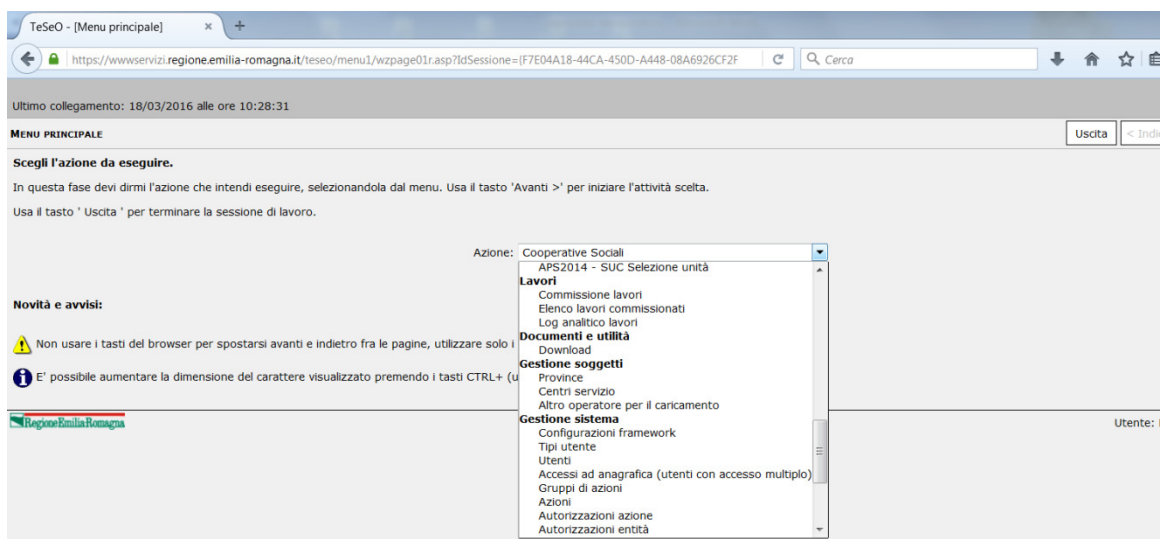 TeSeO - [Menu principale]
https://wwwservizi.regione.emilia-romagna.it/teseo/menu1/wzpage01r.asp?IdSessione={F7E04A18-44CA-450D-A448-08A6926CF2F
Cerca
Ultimo collegamento: 18/03/2016 alle ore 10:28:31
MENU PRINCIPALE
Uscita
< Indi
Scegli l'azione da eseguire.
In questa fase devi dirmi l'azione che intendi eseguire, selezionandola dal menu. Usa il tasto 'Avanti >' per iniziare l'attività scelta.
Usa il tasto ' Uscita ' per terminare la sessione di lavoro.
Azione: Cooperative Sociali
APS2014 - SUC Selezione unità
Lavori
Commissione lavori
Elenco lavori commissionati
Log analitico lavori
Documenti e utilità
Download
Gestione soggetti
Province
Centri servizio
Altro operatore per il caricamento
Gestione sistema
Configurazioni framework
Tipi utente
Utenti
Accessi ad anagrafica (utenti con accesso multiplo)
Gruppi di azioni
Azioni
Autorizzazioni azione
Autorizzazioni entità
Novità e avvisi:
Non usare i tasti del browser per spostarsi avanti e indietro fra le pagine, utilizzare solo i
E' possibile aumentare la dimensione del carattere visualizzato premendo i tasti CTRL+ (u
RegioneEmiliaRomagna
Utente: